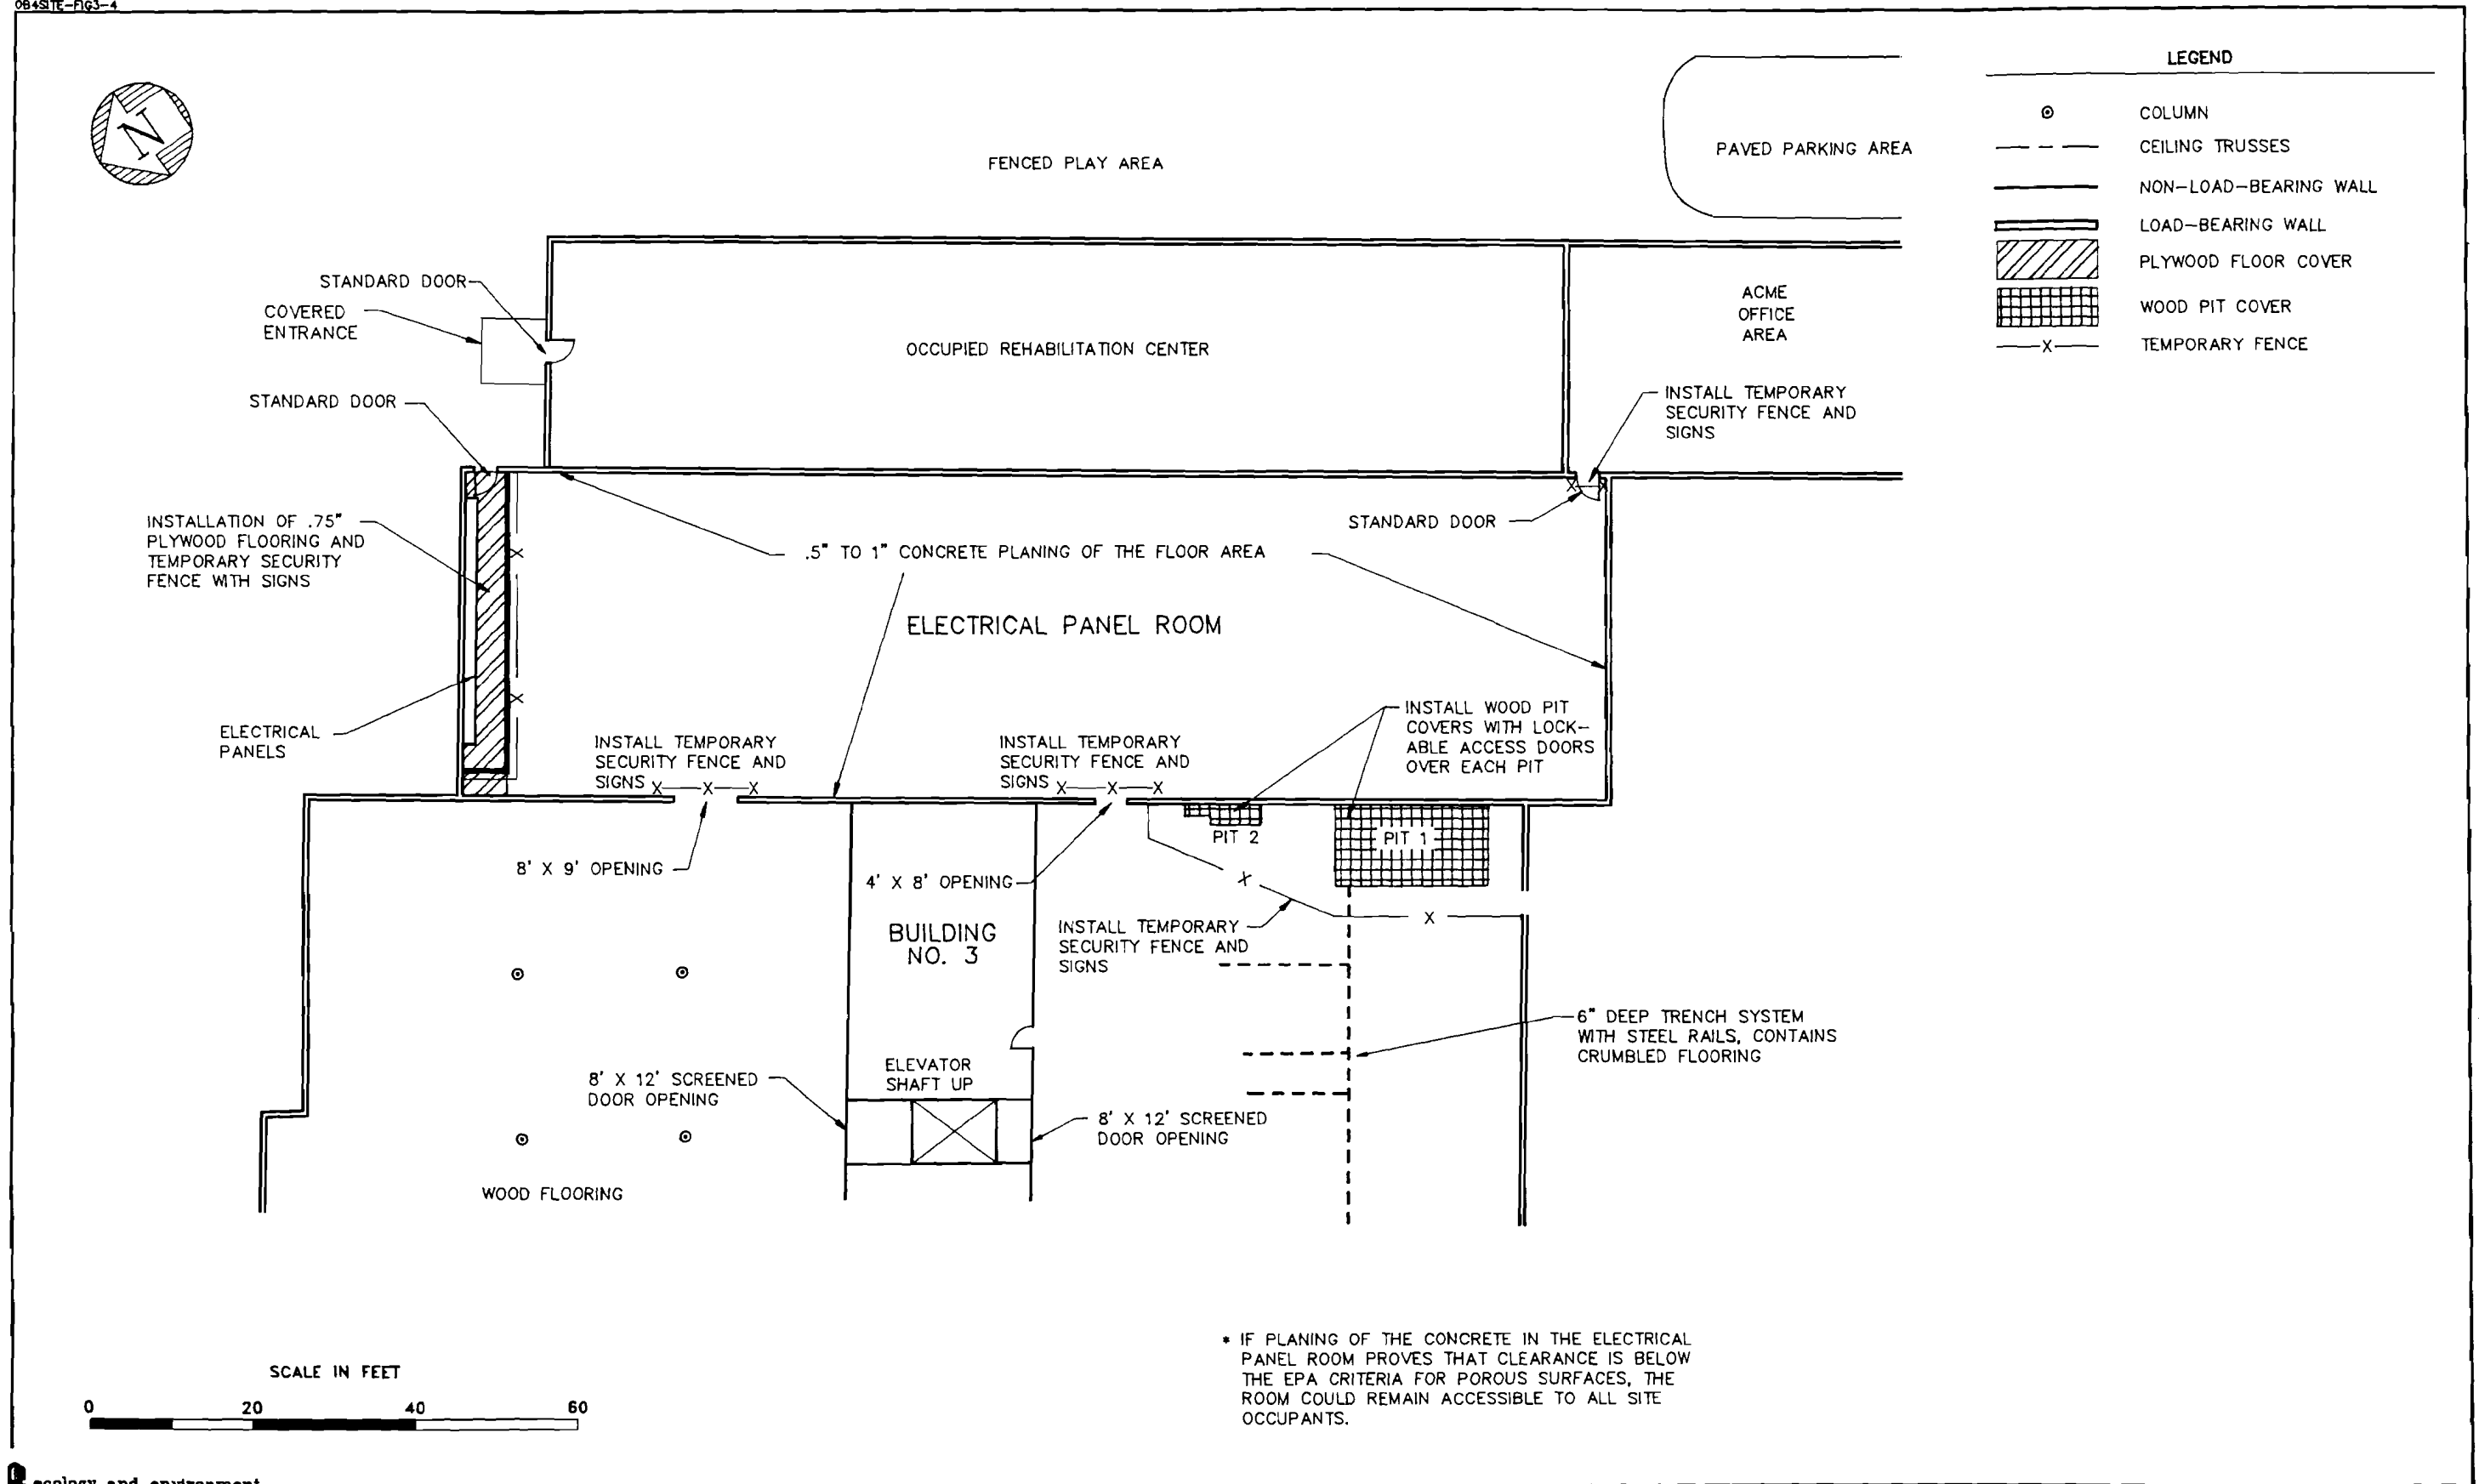 OB4SITE-FIG3-4
N
FENCED PLAY AREA
PAVED PARKING AREA
LEGEND
COLUMN
CEILING TRUSSES
NON-LOAD-BEARING WALL
LOAD-BEARING WALL
PLYWOOD FLOOR COVER
WOOD PIT COVER
X
TEMPORARY FENCE
STANDARD DOOR
COVERED
ENTRANCE
OCCUPIED REHABILITATION CENTER
ACME
OFFICE
AREA
STANDARD DOOR
INSTALL TEMPORARY
SECURITY FENCE AND
SIGNS
X X
STANDARD DOOR
INSTALLATION OF .75"
PLYWOOD FLOORING AND
TEMPORARY SECURITY
FENCE WITH SIGNS
X
.5" TO 1" CONCRETE PLANING OF THE FLOOR AREA
ELECTRICAL PANEL ROOM
X
ELECTRICAL
PANELS
INSTALL TEMPORARY
SECURITY FENCE AND
SIGNS X X X
INSTALL TEMPORARY
SECURITY FENCE AND
SIGNS X X X
INSTALL WOOD PIT
COVERS WITH LOCK-
ABLE ACCESS DOORS
OVER EACH PIT
PIT 2
PIT 1
8' X 9' OPENING
4' X 8' OPENING
X
X
BUILDING
NO. 3
INSTALL TEMPORARY
SECURITY FENCE AND
SIGNS
6" DEEP TRENCH SYSTEM
WITH STEEL RAILS, CONTAINS
CRUMBLED FLOORING
ELEVATOR
SHAFT UP
8' X 12' SCREENED
DOOR OPENING
8' X 12' SCREENED
DOOR OPENING
WOOD FLOORING
* IF PLANING OF THE CONCRETE IN THE ELECTRICAL
PANEL ROOM PROVES THAT CLEARANCE IS BELOW
THE EPA CRITERIA FOR POROUS SURFACES, THE
ROOM COULD REMAIN ACCESSIBLE TO ALL SITE
OCCUPANTS.
SCALE IN FEET
0 20 40 60
ecology and environment